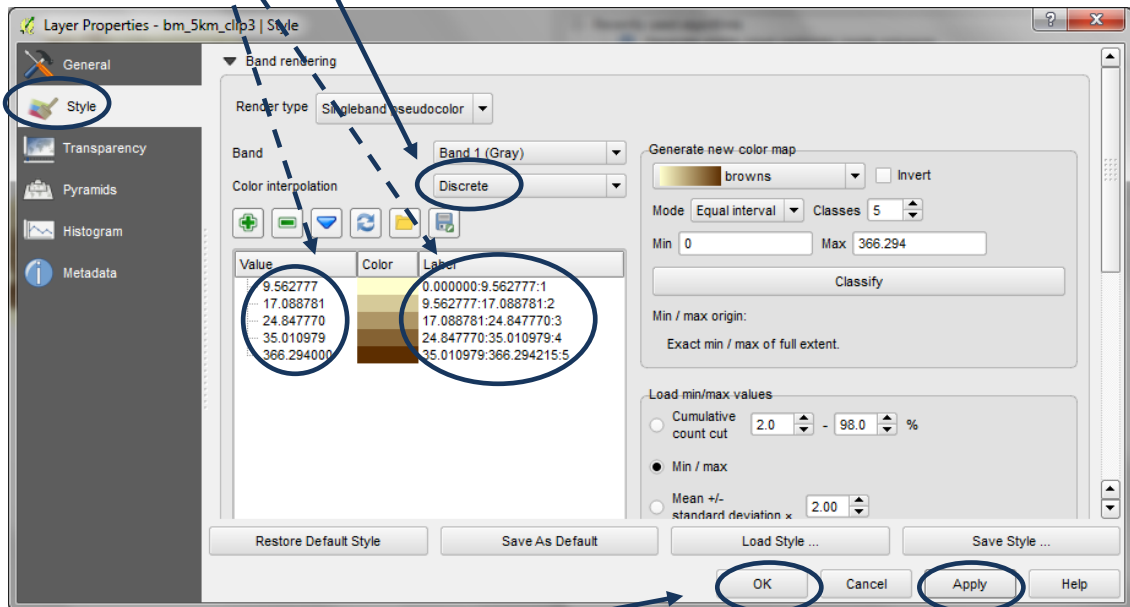 Layer Properties - bm_5km_clip3 | Style
General
Style
Transparency
Pyramids
Histogram
Metadata
Band rendering
Render type Singleband pseudocolor
Band Band 1 (Gray)
Color interpolation Discrete
Value Color Label
9.562777 0.000000:9.562777:1
17.088781 9.562777:17.088781:2
24.847770 17.088781:24.847770:3
35.010979 24.847770:35.010979:4
366.294000 35.010979:366.294215:5
Generate new color map
browns Invert
Mode Equal interval Classes 5
Min 0 Max 366.294
Classify
Min / max origin:
Exact min / max of full extent.
Load min/max values
Cumulative
count cut 2.0 - 98.0 %
Min / max
Mean +/-
standard deviation × 2.00
Restore Default Style Save As Default Load Style ... Save Style ...
OK Cancel Apply Help